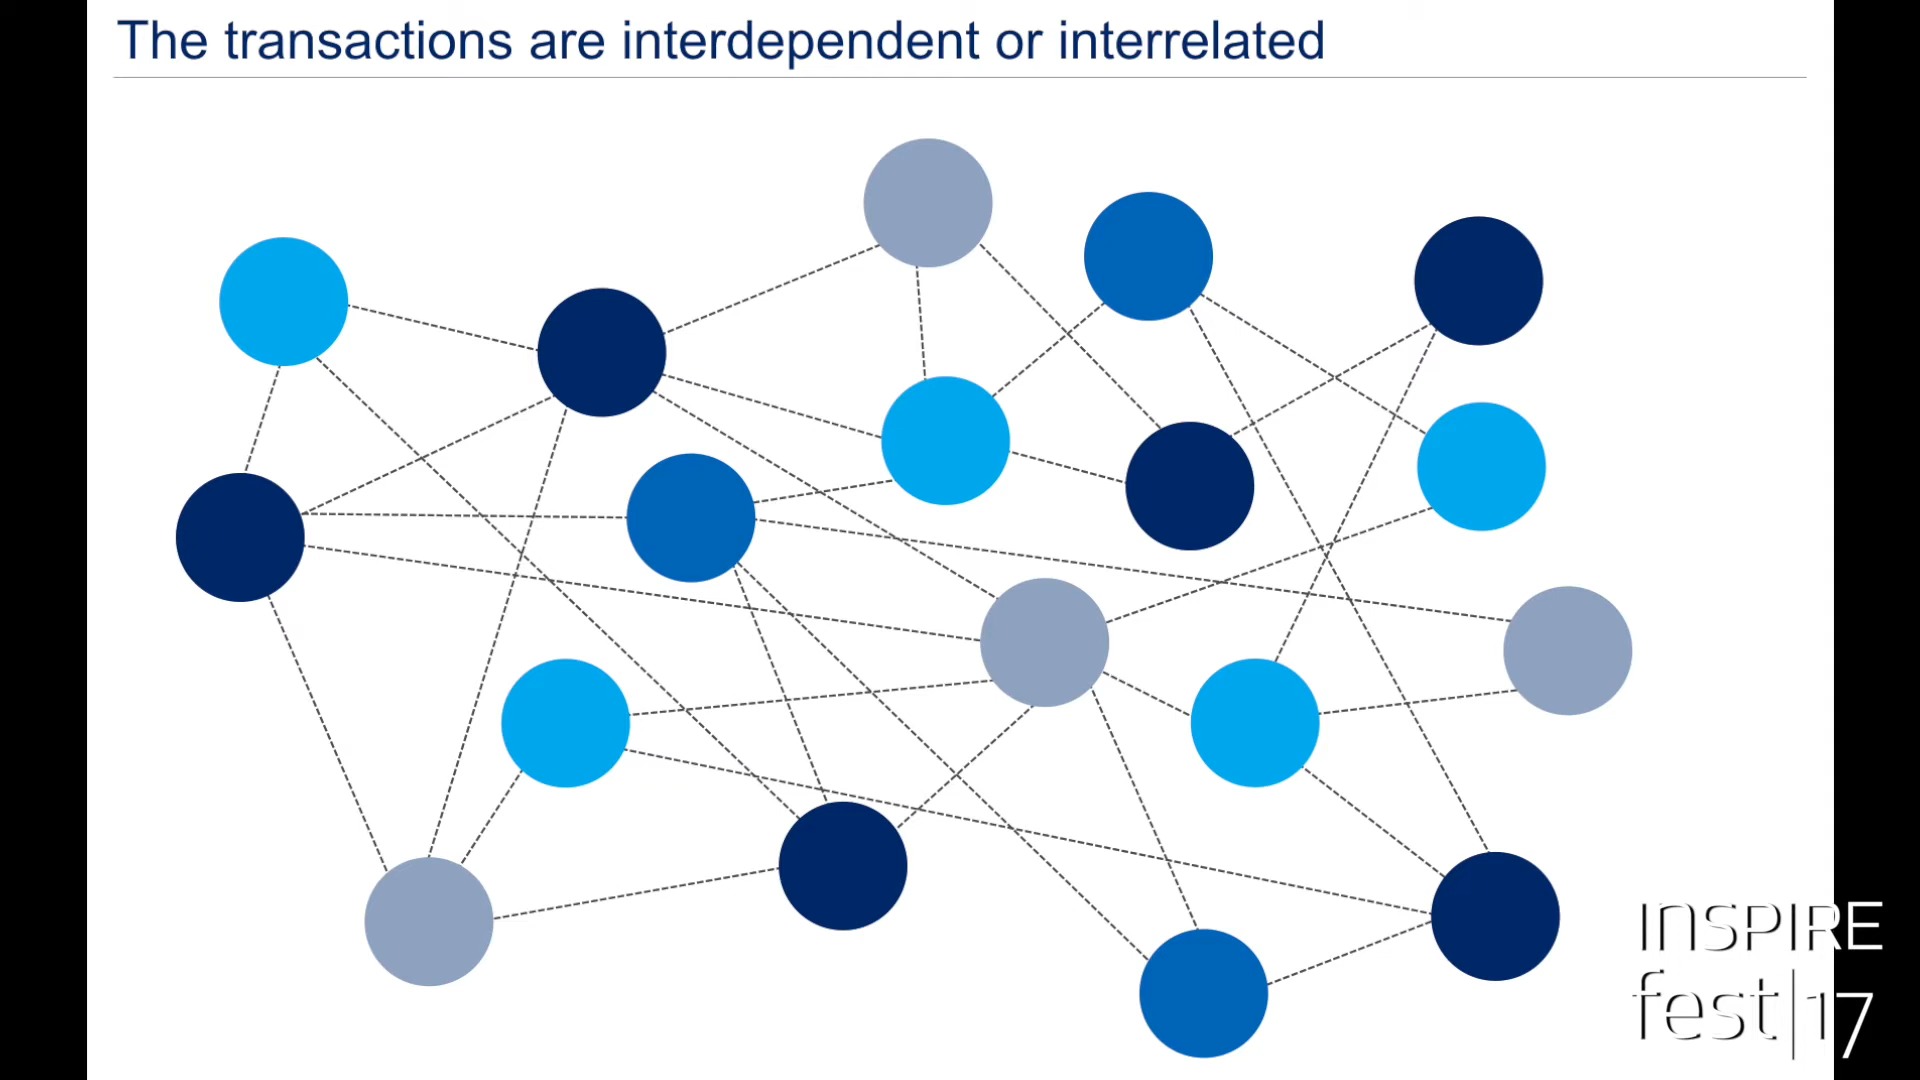 The transactions are interdependent or interrelated
INSPIRE
fest|17